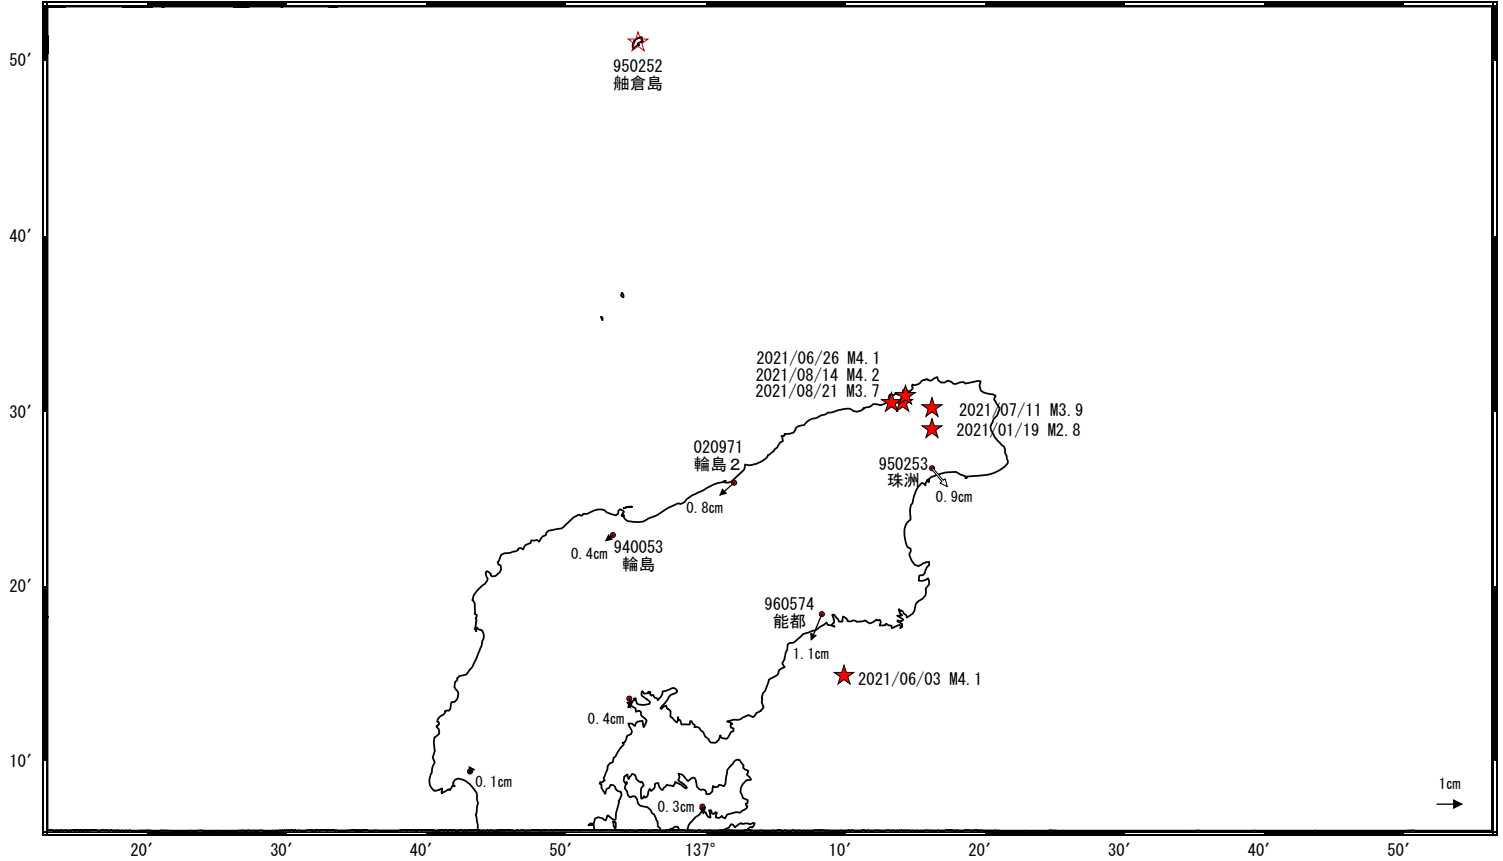 50′
950252
舳倉島
40′
2021/06/26 M4.1
2021/08/14 M4.2
2021/08/21 M3.7
30′
2021/07/11 M3.9
2021/01/19 M2.8
020971
輪島２
950253
珠洲
0.9cm
0.8cm
0.4cm
940053
輪島
20′
960574
能都
1.1cm
2021/06/03 M4.1
0.4cm
10′
0.1cm
0.3cm
1cm
20′ 30′ 40′ 50′ 137° 10′ 20′ 30′ 40′ 50′